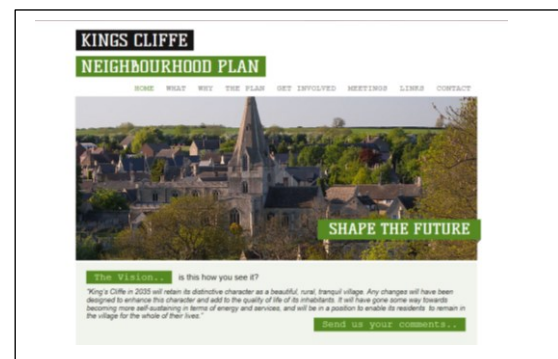 KINGS CLIFFE
NEIGHBOURHOOD PLAN
HOME WHAT WHY THE PLAN GET INVOLVED MEETINGS LINKS CONTACT
SHAPE THE FUTURE
The Vision.. is this how you see it?
"King's Cliffe in 2035 will retain its distinctive character as a beautiful, rural, tranquil village. Any changes will have been
designed to enhance this character and add to the quality of life of its inhabitants. It will have gone some way towards
becoming more self-sustaining in terms of energy and services, and will be in a position to enable its residents to remain in
the village for the whole of their lives."
Send us your comments..